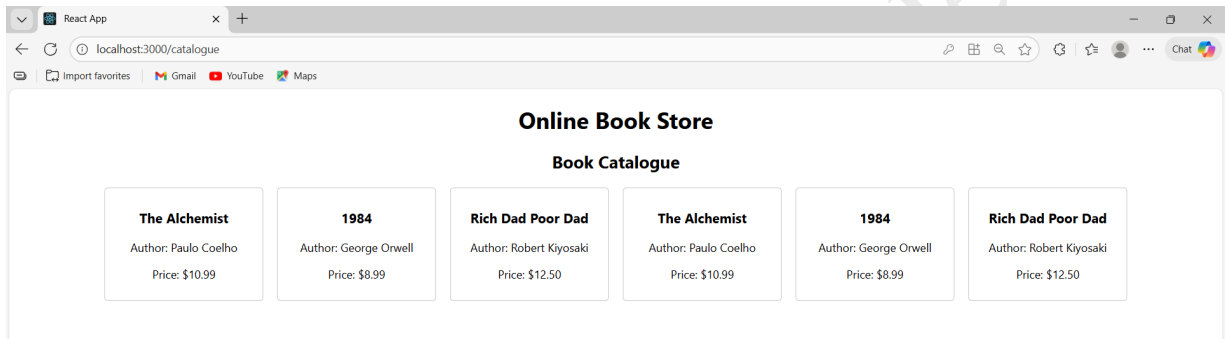 React App
localhost:3000/catalogue
Chat
Import favorites Gmail YouTube Maps
Online Book Store
Book Catalogue
The Alchemist 1984 Rich Dad Poor Dad The Alchemist 1984 Rich Dad Poor Dad
Author: Paulo Coelho Author: George Orwell Author: Robert Kiyosaki Author: Paulo Coelho Author: George Orwell Author: Robert Kiyosaki
Price: $10.99 Price: $8.99 Price: $12.50 Price: $10.99 Price: $8.99 Price: $12.50